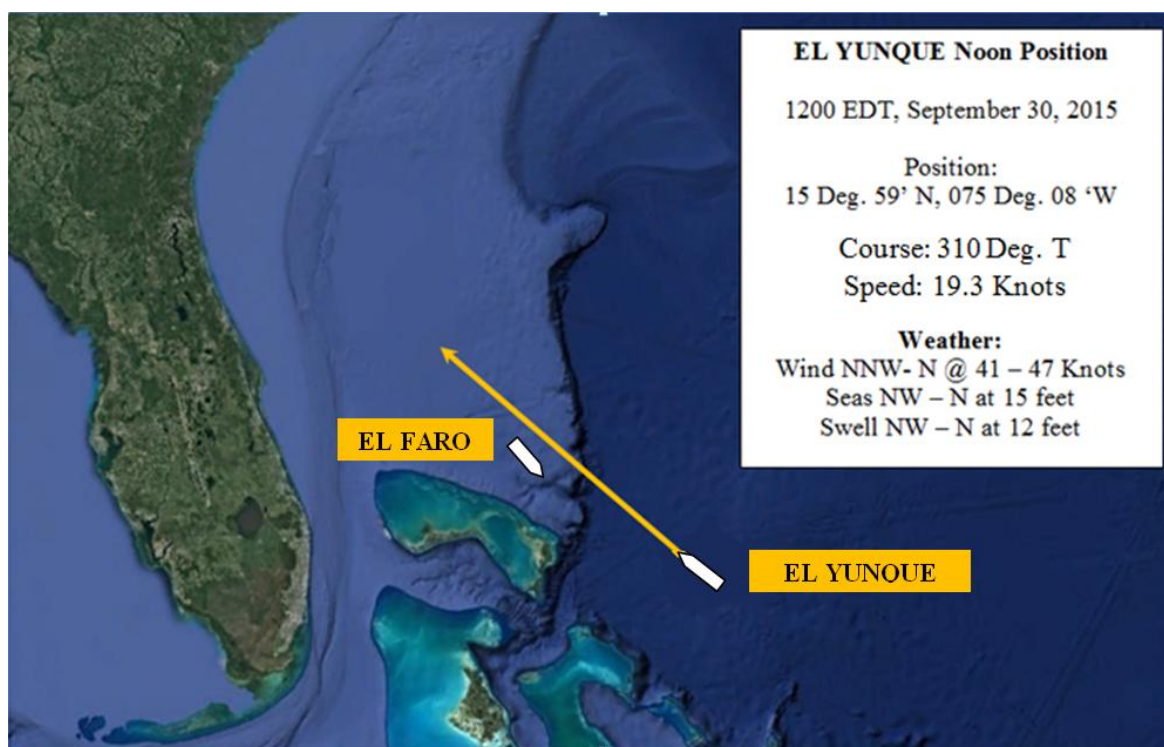 EL YUNQUE Noon Position
1200 EDT, September 30, 2015
Position:
15 Deg. 59' N, 075 Deg. 08 'W
Course: 310 Deg. T
Speed: 19.3 Knots
Weather:
Wind NNW- N @ 41 – 47 Knots
Seas NW – N at 15 feet
Swell NW – N at 12 feet
EL FARO
EL YUNQUE